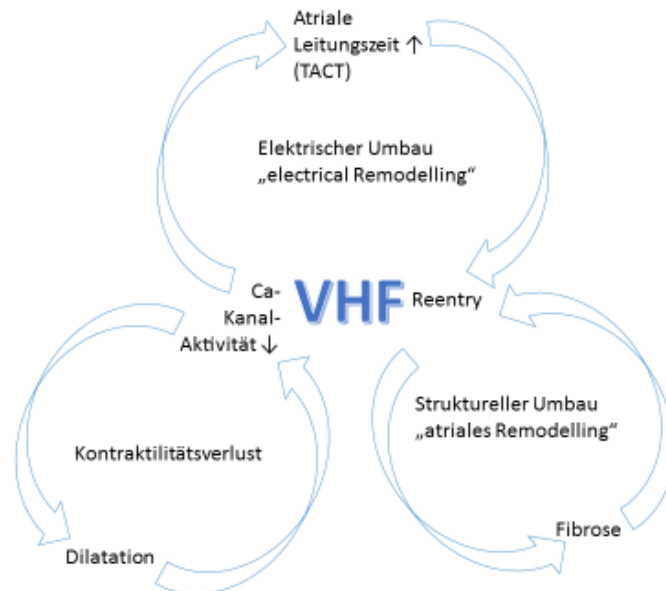 Atriale
Leitungszeit ↑
(TACT)
Elektrischer Umbau
„electrical Remodelling“
Ca-
Kanal-
Aktivität ↓
VHF
Reentry
Struktureller Umbau
„atriales Remodelling“
Kontraktilitätsverlust
Fibrose
Dilatation